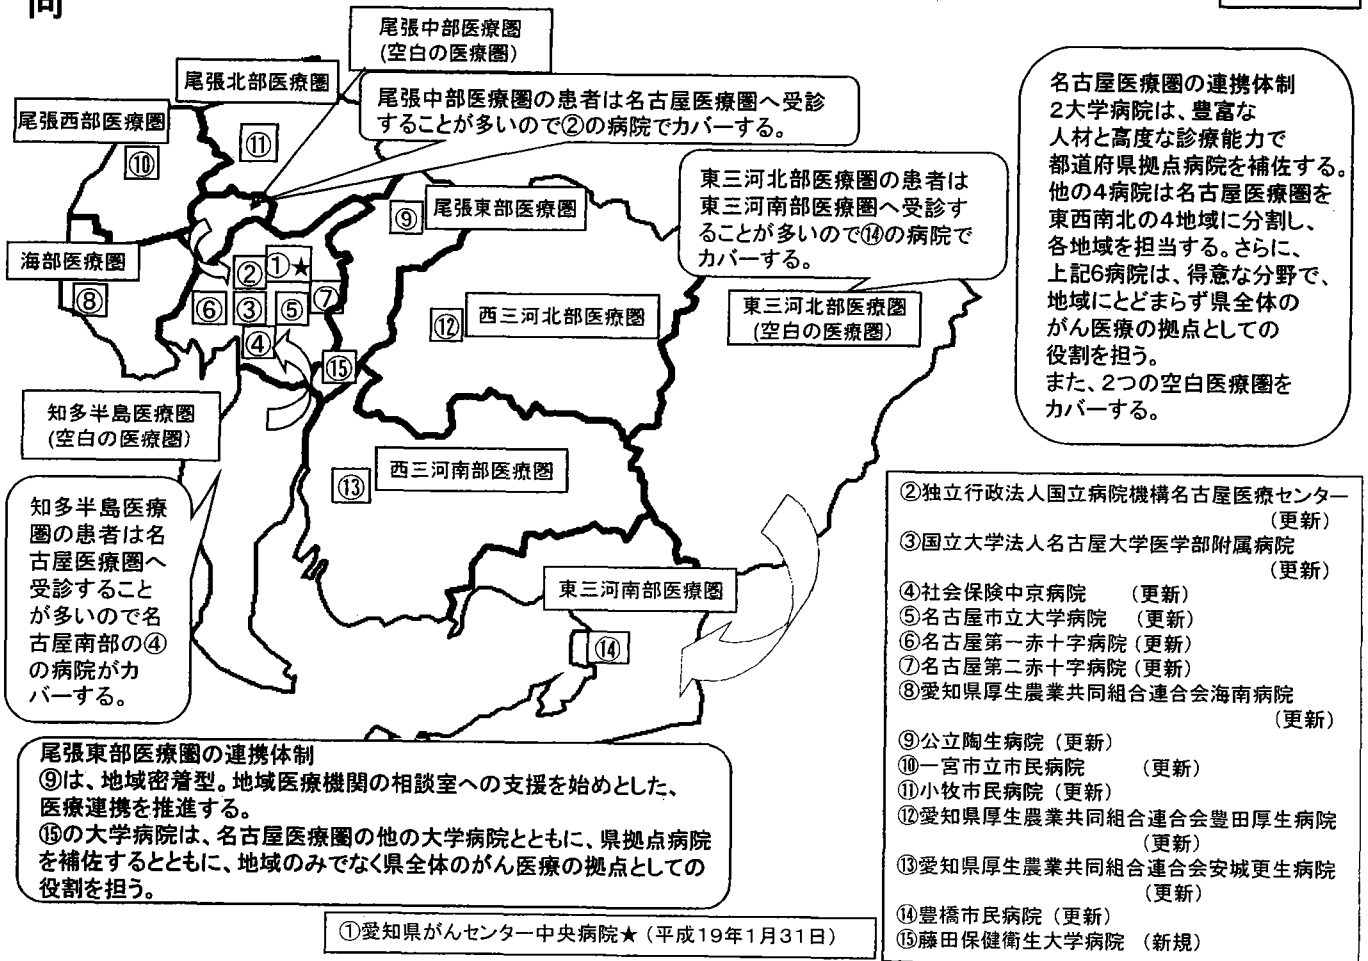 尾張中部医療圏
(空白の医療圏)
尾張北部医療圏
尾張西部医療圏
尾張中部医療圏の患者は名古屋医療圏へ受診
することが多いので②の病院でカバーする。
⑪
⑩
東三河北部医療圏の患者は
東三河南部医療圏へ受診す
ることが多いので⑭の病院で
カバーする。
名古屋医療圏の連携体制
2大学病院は、豊富な
人材と高度な診療能力で
都道府県拠点病院を補佐する。
他の4病院は名古屋医療圏を
東西南北の4地域に分割し、
各地域を担当する。さらに、
上記6病院は、得意な分野で、
地域にとどまらず県全体の
がん医療の拠点としての
役割を担う。
また、2つの空白医療圏を
カバーする。
⑨
尾張東部医療圏
海部医療圏
⑧
①★
②
⑥
③
⑤
⑦
④
⑮
⑫
西三河北部医療圏
東三河北部医療圏
(空白の医療圏)
知多半島医療圏
(空白の医療圏)
西三河南部医療圏
⑬
知多半島医療
圏の患者は名
古屋医療圏へ
受診すること
が多いので名
古屋南部の④
の病院がカ
バーする。
東三河南部医療圏
⑭
尾張東部医療圏の連携体制
⑨は、地域密着型。地域医療機関の相談室への支援を始めとした、
医療連携を推進する。
⑮の大学病院は、名古屋医療圏の他の大学病院とともに、県拠点病院
を補佐するとともに、地域のみでなく県全体のがん医療の拠点としての
役割を担う。
①愛知県がんセンター中央病院★（平成19年1月31日）
②独立行政法人国立病院機構名古屋医療センター
（更新）
③国立大学法人名古屋大学医学部附属病院
（更新）
④社会保険中京病院 （更新）
⑤名古屋市立大学病院 （更新）
⑥名古屋第一赤十字病院（更新）
⑦名古屋第二赤十字病院（更新）
⑧愛知県厚生農業共同組合連合会海南病院
（更新）
⑨公立陶生病院（更新）
⑩一宮市立市民病院 （更新）
⑪小牧市民病院（更新）
⑫愛知県厚生農業共同組合連合会豊田厚生病院
（更新）
⑬愛知県厚生農業共同組合連合会安城更生病院
（更新）
⑭豊橋市民病院（更新）
⑮藤田保健衛生大学病院 （新規）